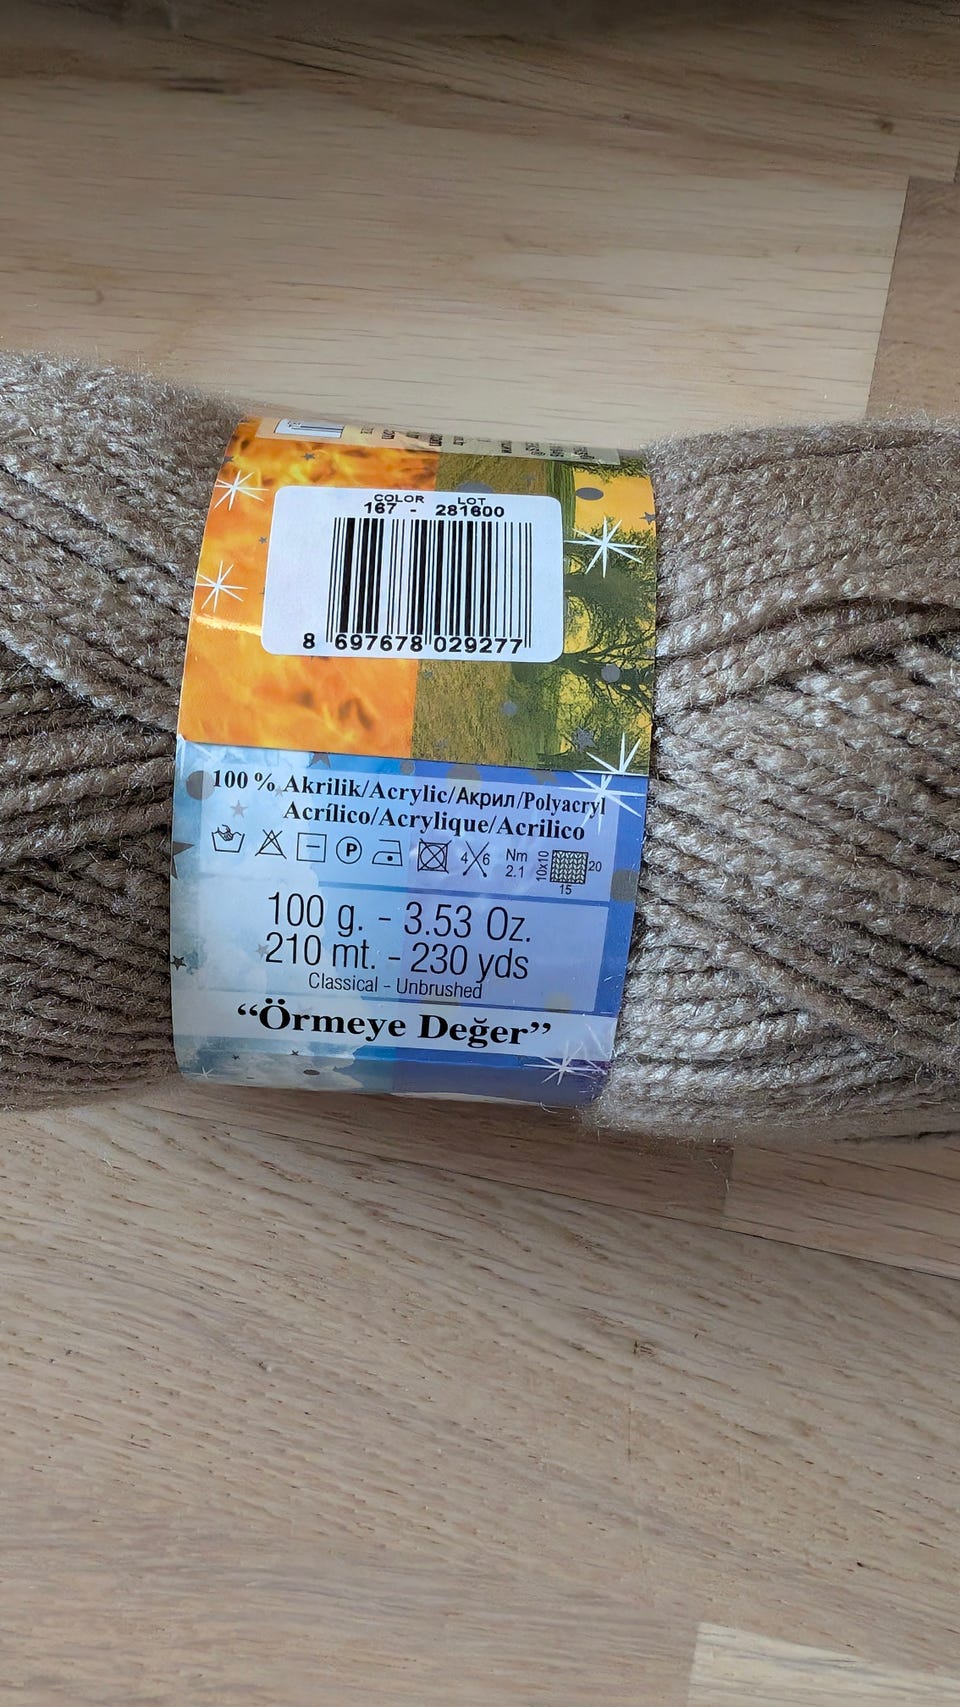 COLOR LOT
167 - 281600
8 697678 029277
100 % Akrilik/Acrylic/Акрил/Polyacryl
Acrílico/Acrylique/Acrilico
P 4 6 Nm 2.1 10x10 20 15
100 g. - 3.53 Oz.
210 mt. - 230 yds
Classical - Unbrushed
“Örmeye Değer”